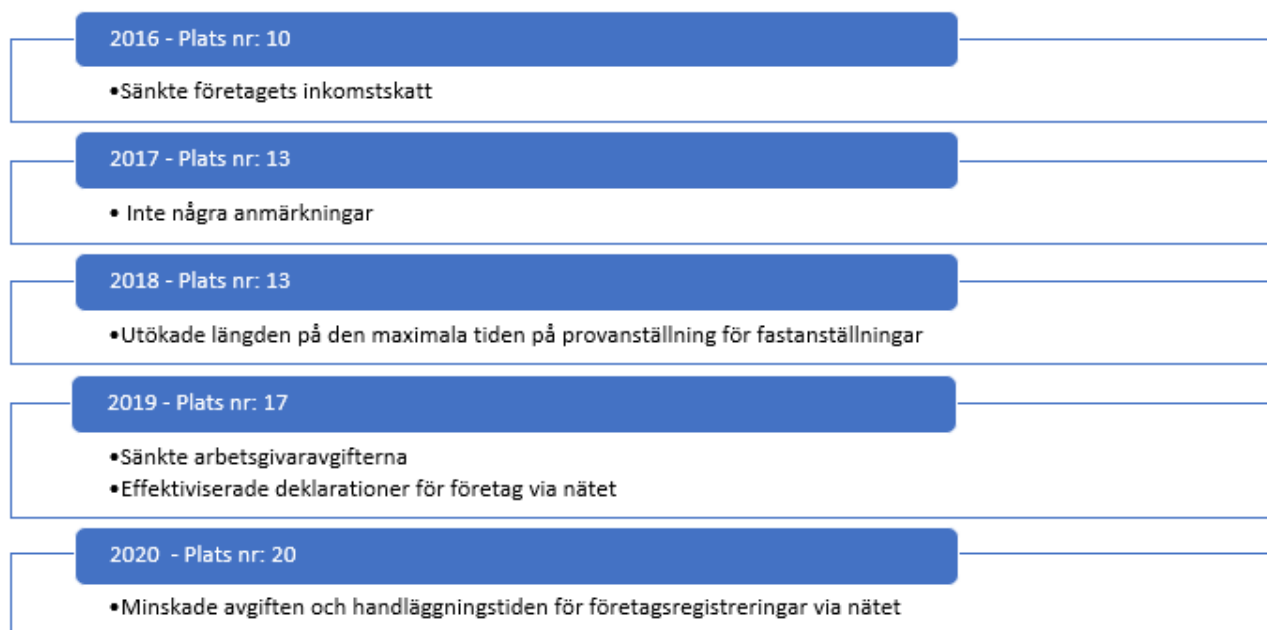 2016 - Plats nr: 10
•Sänkte företagets inkomstskatt
2017 - Plats nr: 13
• Inte några anmärkningar
2018 - Plats nr: 13
•Utökade längden på den maximala tiden på provanställning för fastanställningar
2019 - Plats nr: 17
•Sänkte arbetsgivaravgifterna
•Effektiviserade deklarationer för företag via nätet
2020  - Plats nr: 20
•Minskade avgiften och handläggningstiden för företagsregistreringar via nätet